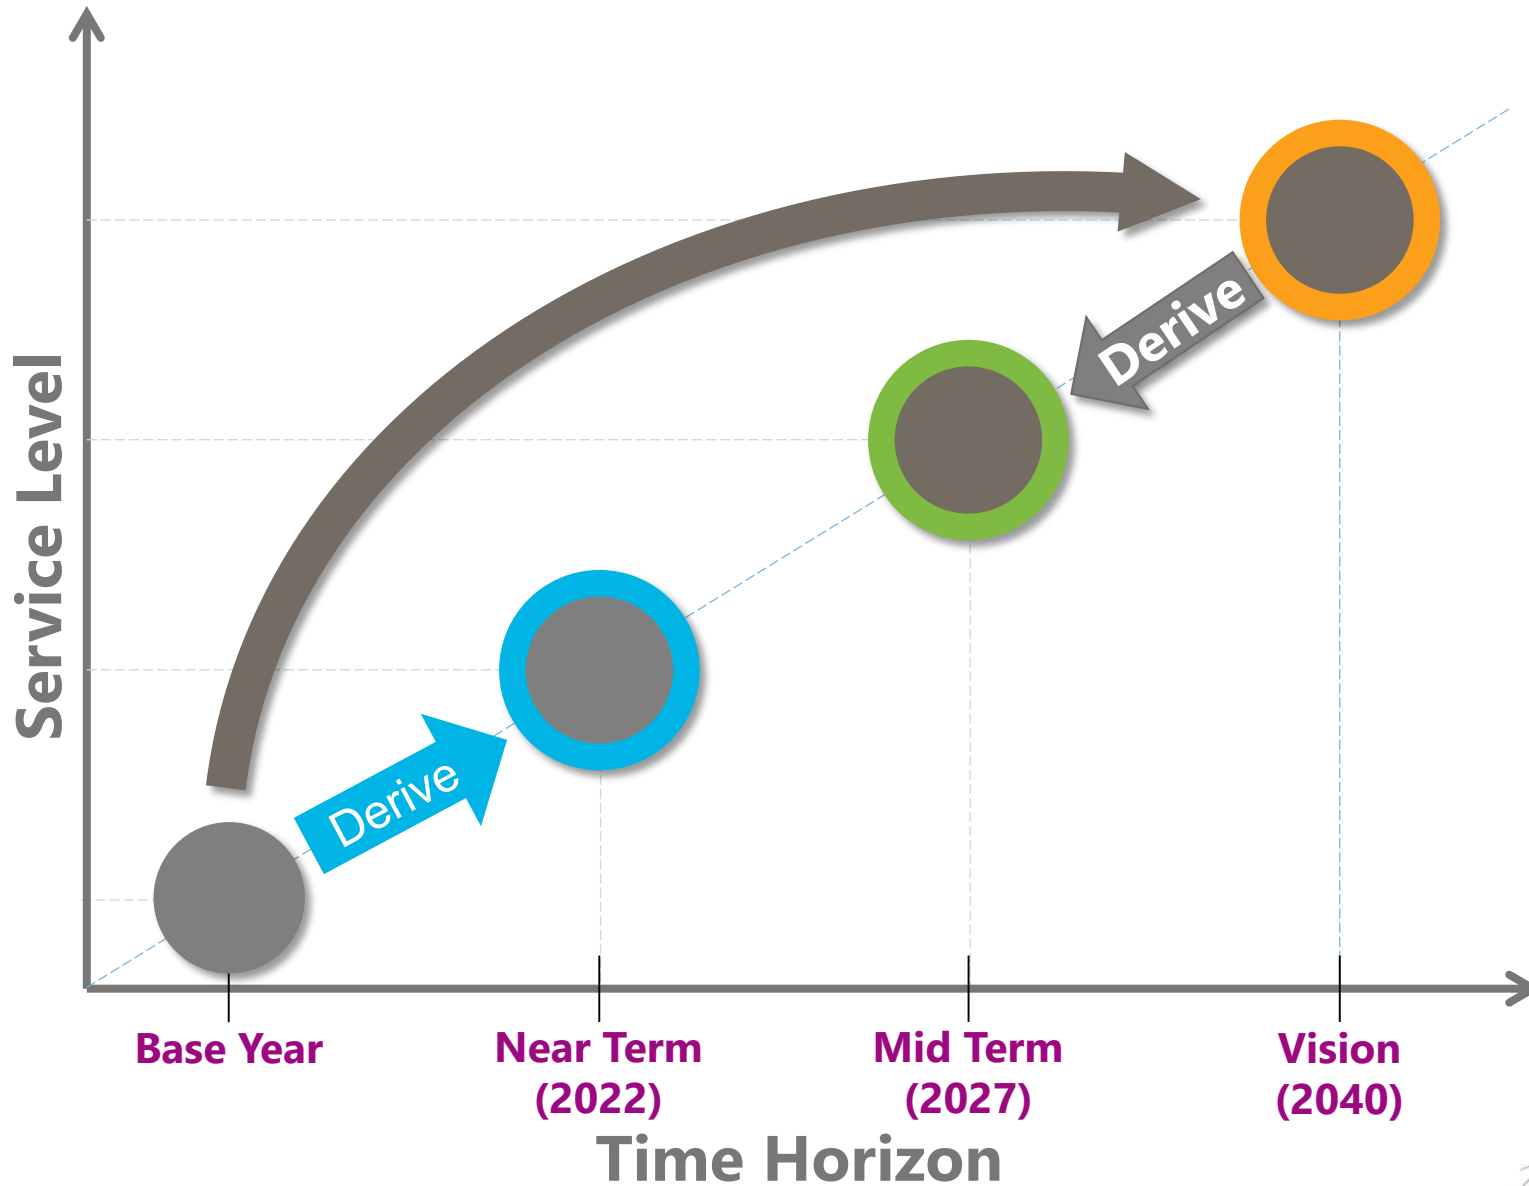 Service Level
Derive
Derive
Base Year
Near Term
(2022)
Mid Term
(2027)
Vision
(2040)
Time Horizon